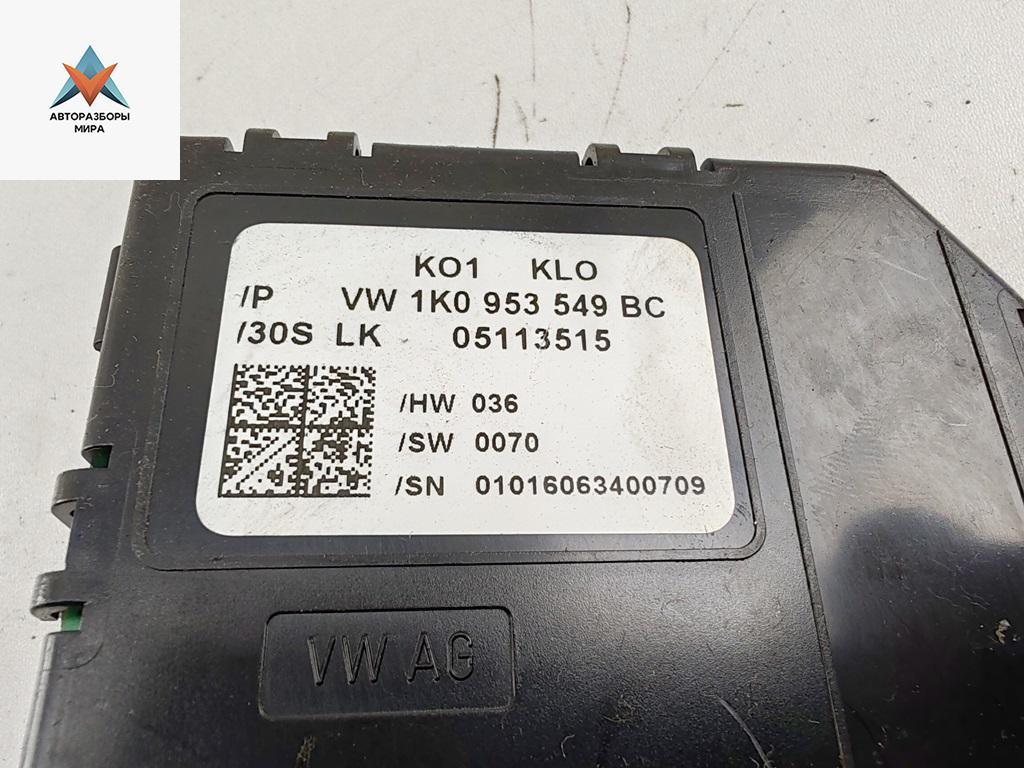 АВТОРАЗБОРЫ
МИРА
KO1 KLO
/P VW 1K0 953 549 BC
/30S LK 05113515
/HW 036
/SW 0070
/SN 01016063400709
VW AG